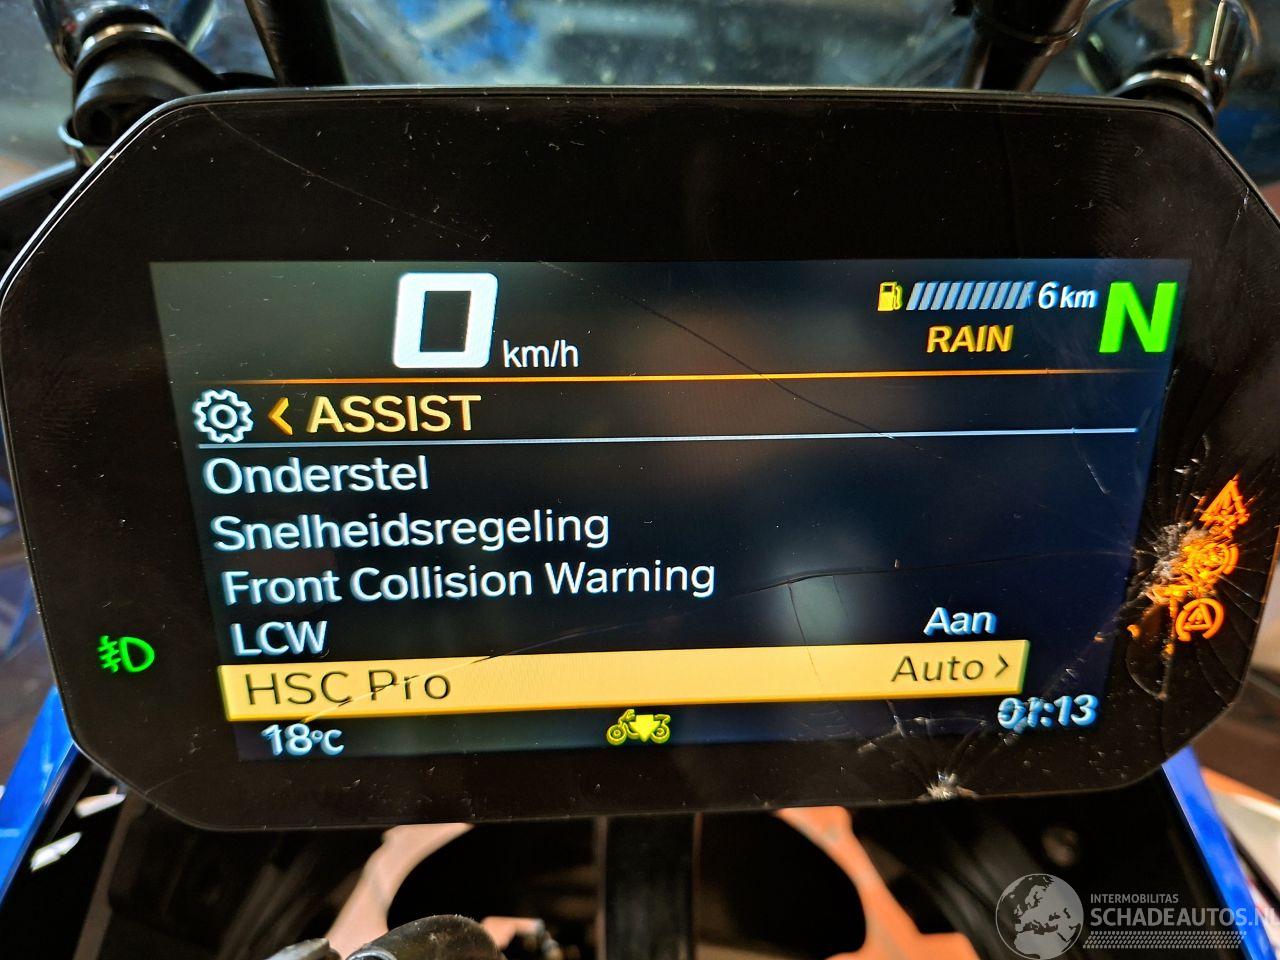 0 km/h
6 km
N
RAIN
< ASSIST
Onderstel
Snelheidsregeling
Front Collision Warning
LCW Aan
HSC Pro Auto >
18°C 01:13
INTERMOBILITAS
SCHADEAUTOS.NL